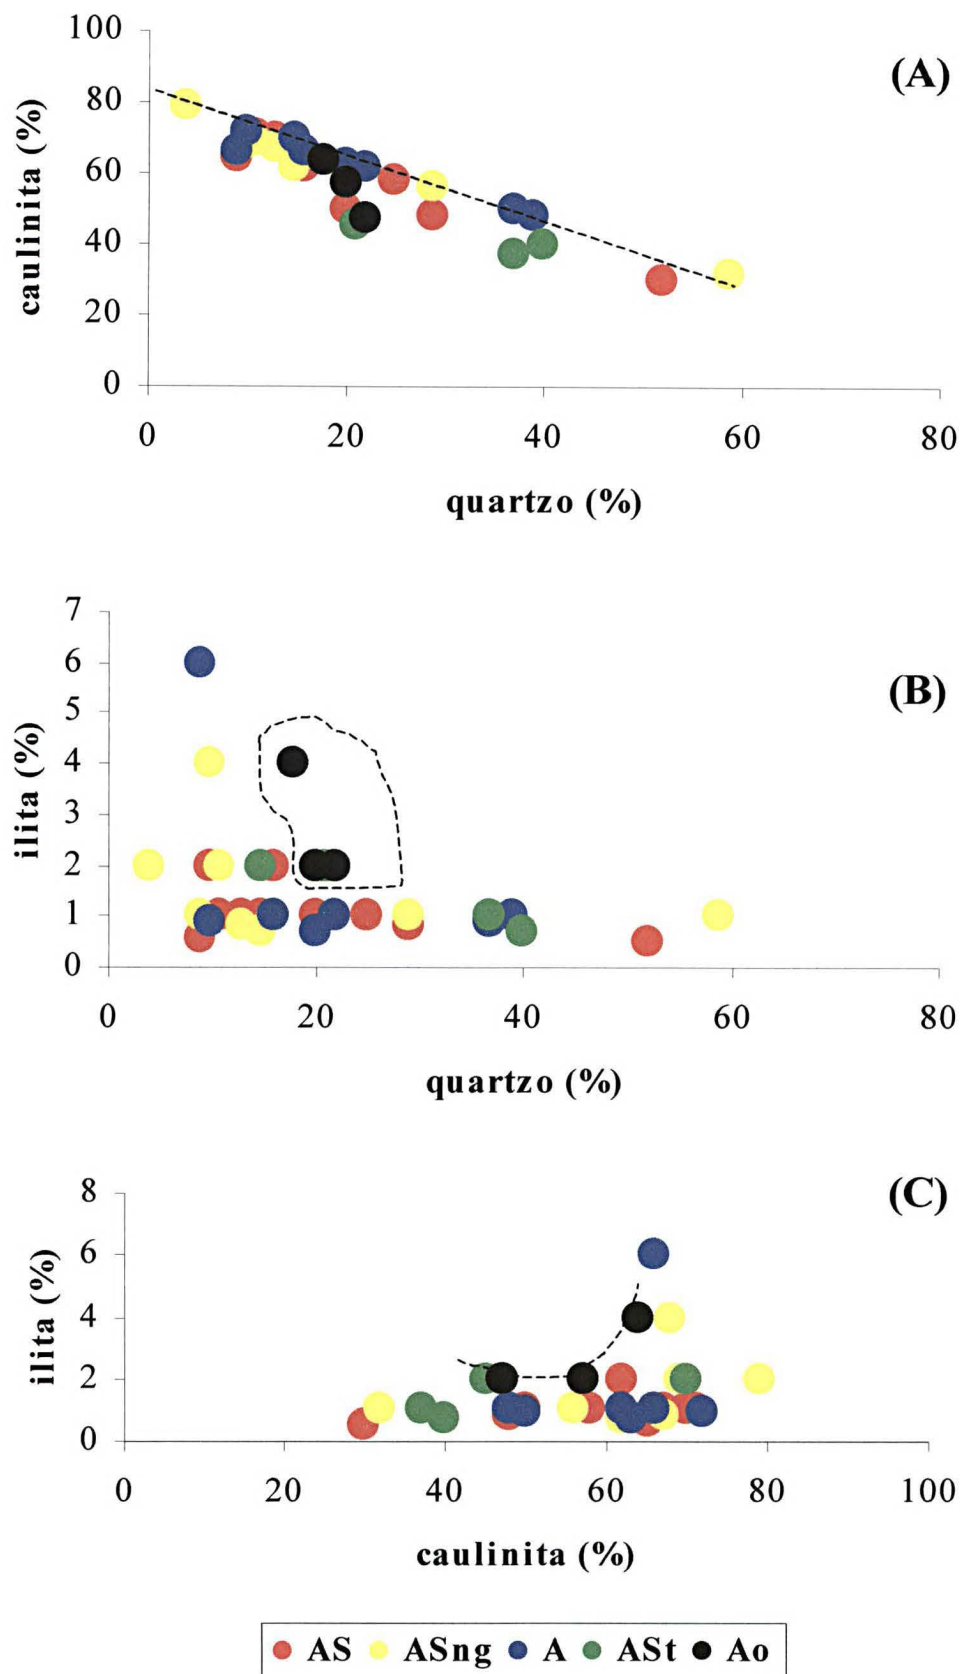 100
(A)
80
60
40
20
0
caulinita (%)
0 20 40 60 80
quartzo (%)
7
6
(B)
5
4
3
2
1
0
ilita (%)
0 20 40 60 80
quartzo (%)
8
(C)
6
4
2
0
ilita (%)
0 20 40 60 80 100
caulinita (%)
AS ASng A ASt Ao